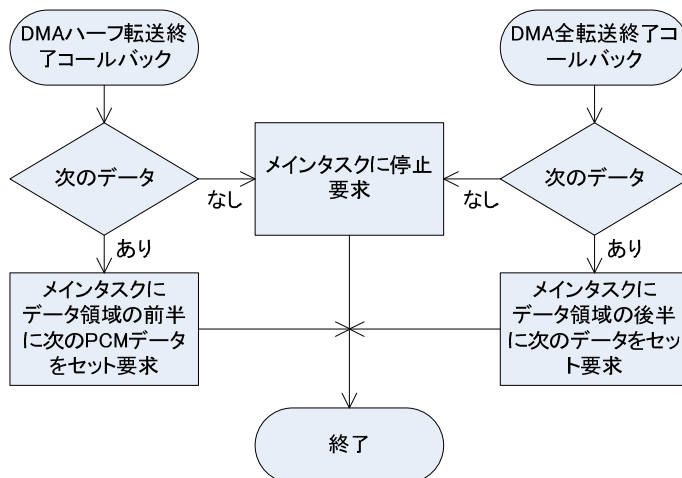 DMAハーフ転送終
了コールバック
DMA全転送終了コ
ールバック
次のデータ
なし
メインタスクに停止
要求
なし
次のデータ
あり
あり
メインタスクに
データ領域の前半
に次のPCMデータ
をセット要求
メインタスクに
データ領域の後半
に次のデータをセッ
ト要求
終了